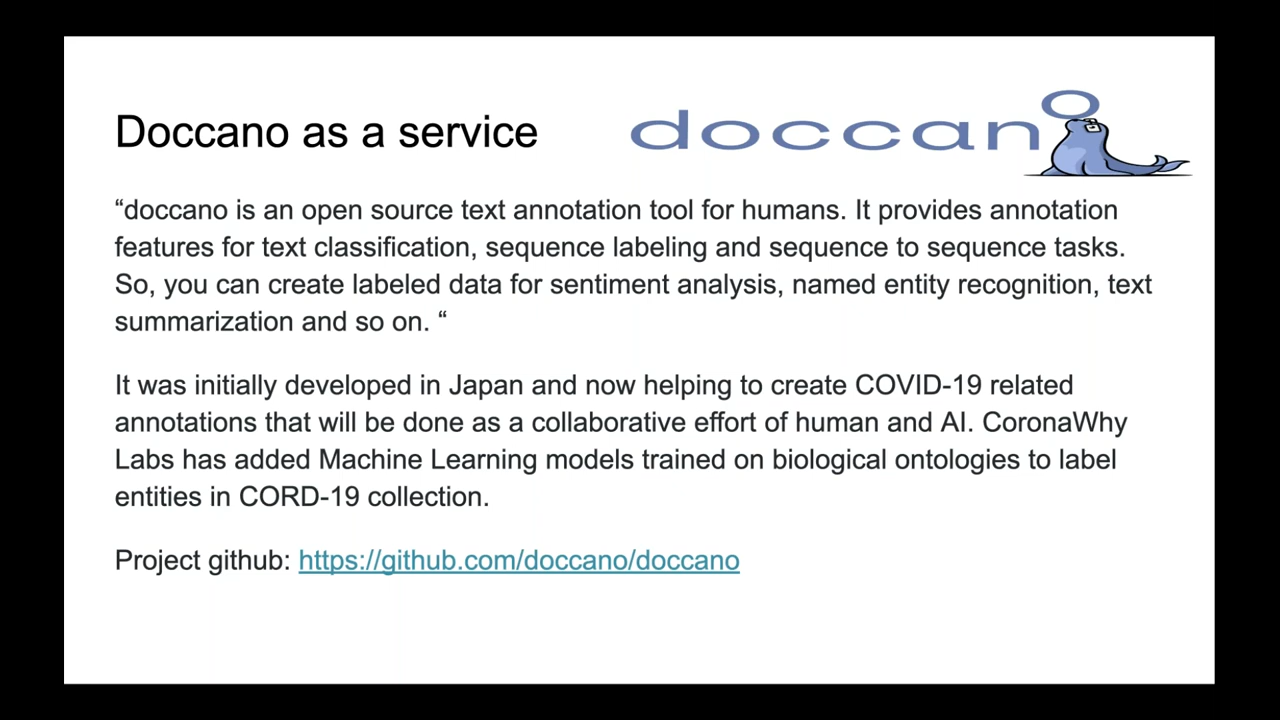 Doccano as a service
doccano
“doccano is an open source text annotation tool for humans. It provides annotation
features for text classification, sequence labeling and sequence to sequence tasks.
So, you can create labeled data for sentiment analysis, named entity recognition, text
summarization and so on. “
It was initially developed in Japan and now helping to create COVID-19 related
annotations that will be done as a collaborative effort of human and AI. CoronaWhy
Labs has added Machine Learning models trained on biological ontologies to label
entities in CORD-19 collection.
Project github: https://github.com/doccano/doccano